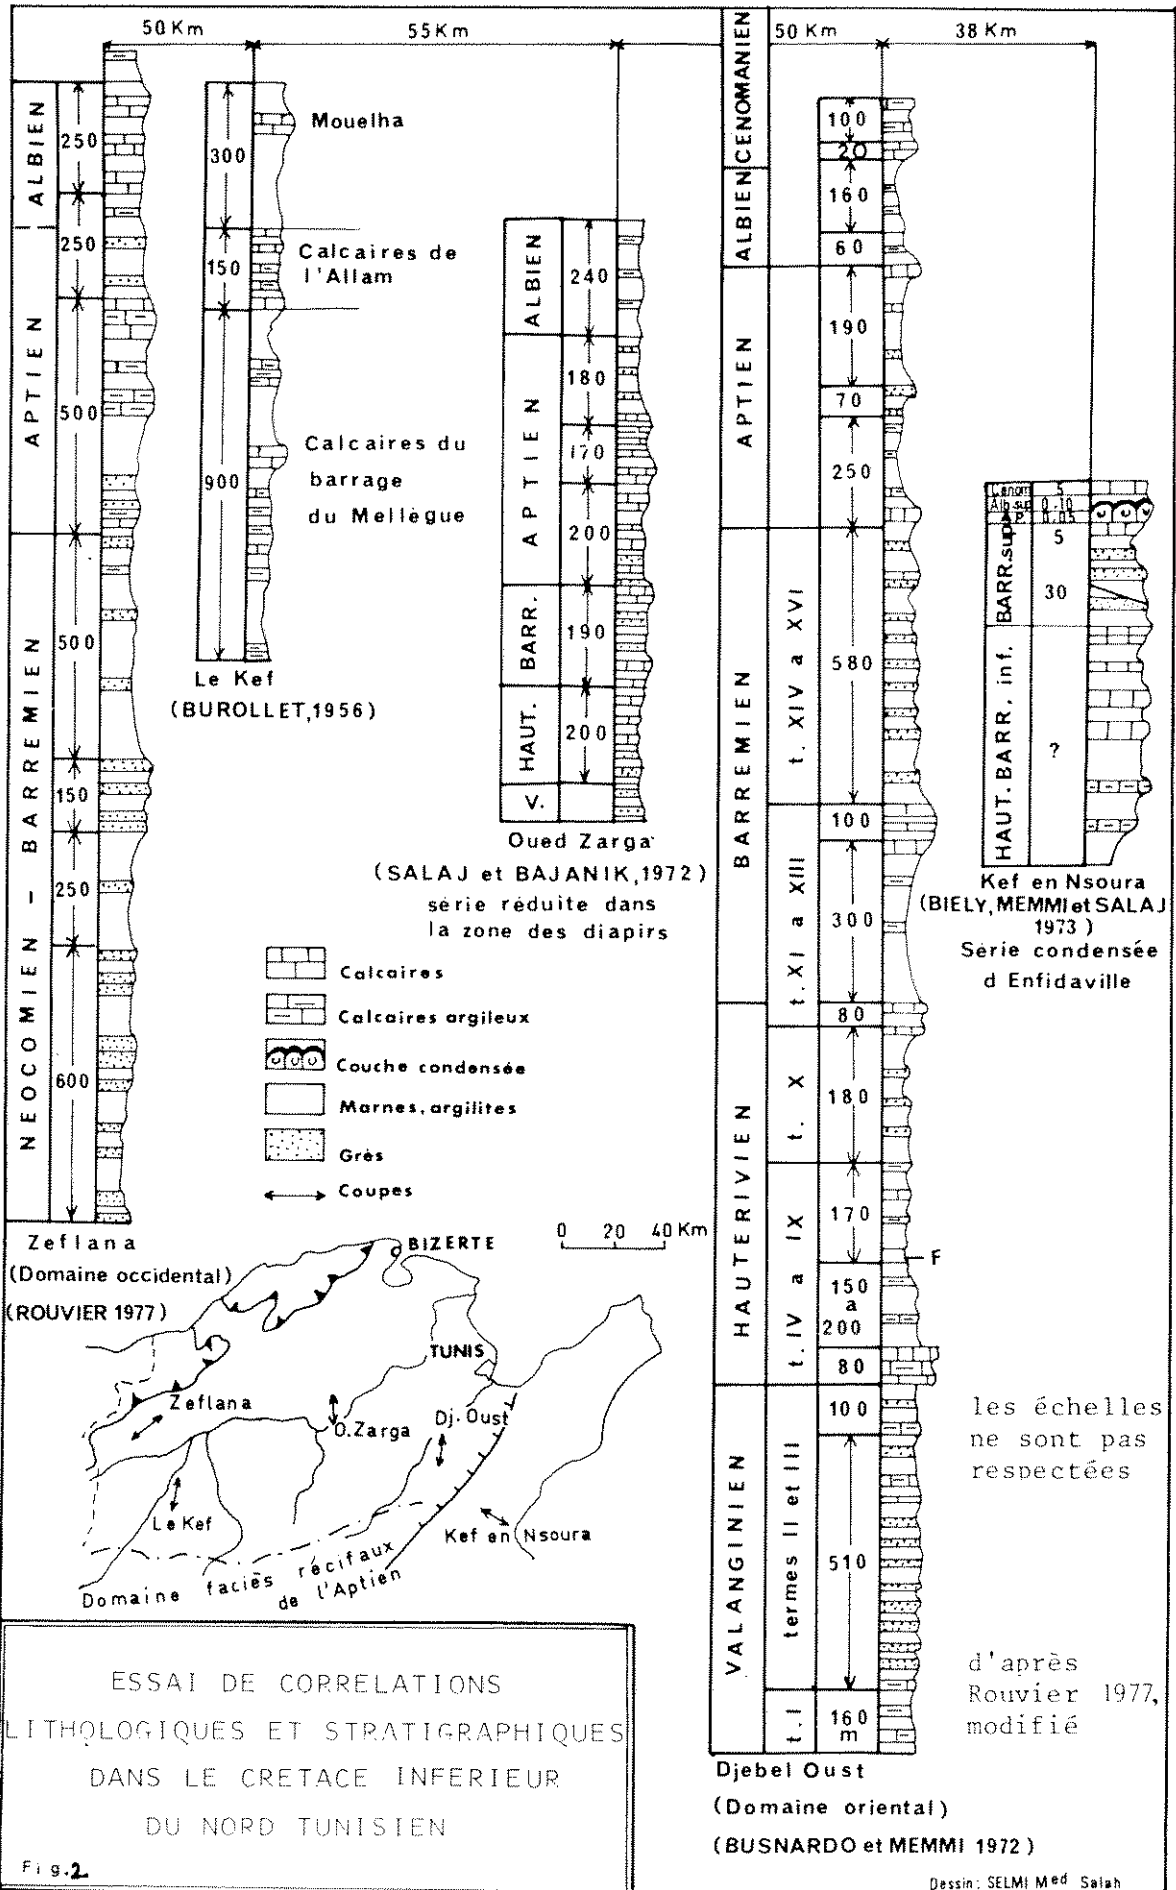 50 Km
55 Km
50 Km
38 Km
ALBIEN
APTIEN
NEOCOMIEN - BARREMIEN
250
250
500
500
150
250
600
Zeflana
(Domaine occidental)
(ROUVIER 1977)
300
150
900
Mouelha
Calcaires de
l'Allam
Calcaires du
barrage
du Mellègue
Le Kef
(BUROLLET,1956)
ALBIEN
APTIEN
BARR.
HAUT.
V.
240
180
170
200
190
200
Oued Zarga
(SALAJ et BAJANIK,1972)
série réduite dans
la zone des diapirs
Calcaires
Calcaires argileux
Couche condensée
Marnes, argilites
Grès
Coupes
CENOMANIEN
ALBIEN
APTIEN
BARREMIEN
HAUTERIVIEN
VALANGINIEN
t. XIV a XVI
t. XI a XIII
t. X
t. IV a IX
termes II et III
t. I
100
20
160
60
190
70
250
580
100
300
80
180
170
F
150
a
200
80
100
510
160
m
Djebel Oust
(Domaine oriental)
(BUSNARDO et MEMMI 1972)
Cenom
5
Alb.sup
0-10
0.05
BARR.sup
5
30
HAUT. BARR. inf.
?
Kef en Nsoura
(BIELY, MEMMI et SALAJ
1973)
Série condensée
d Enfidaville
0 20 40 Km
BIZERTE
TUNIS
Zeflana
O.Zarga
Dj. Oust
Le Kef
Kef en Nsoura
Domaine faciès récifaux
de l'Aptien
les échelles
ne sont pas
respectées
d'après
Rouvier 1977,
modifié
ESSAI DE CORRELATIONS
LITHOLOGIQUES ET STRATIGRAPHIQUES
DANS LE CRETACE INFERIEUR
DU NORD TUNISIEN
Fig.2
Dessin: SELMI Med Salah